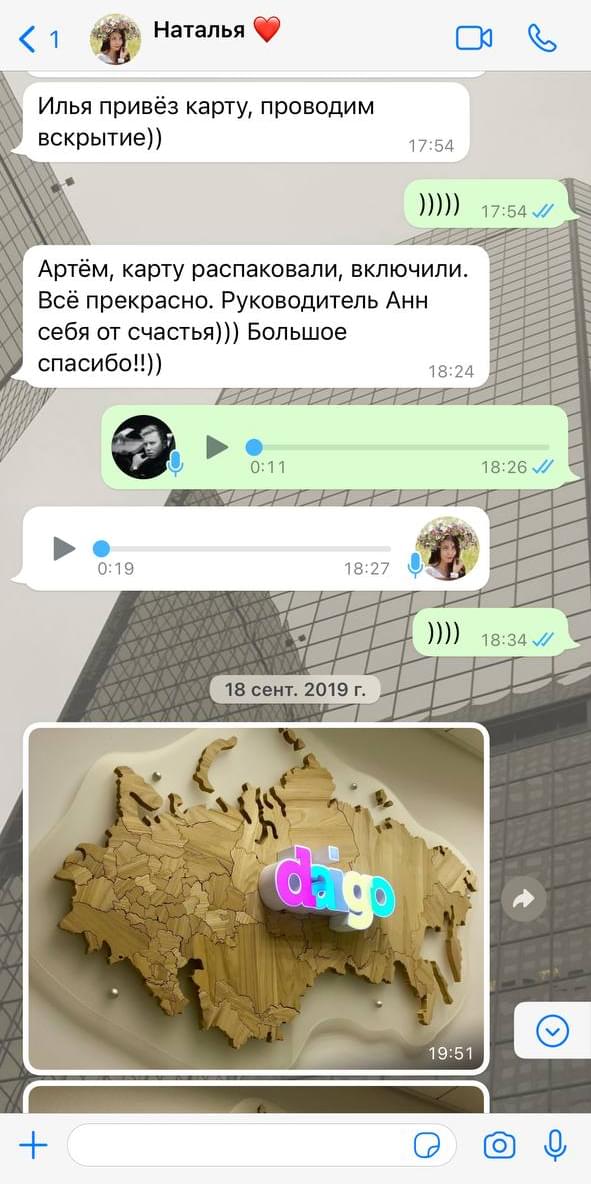 1
Наталья ❤️
Илья привёз карту, проводим
вскрытие))
17:54
)))))
17:54
Артём, карту распаковали, включили.
Всё прекрасно. Руководитель Анн
себя от счастья))) Большое
спасибо!!))
18:24
0:11
18:26
0:19
18:27
))))
18:34
18 сент. 2019 г.
daigo
19:51